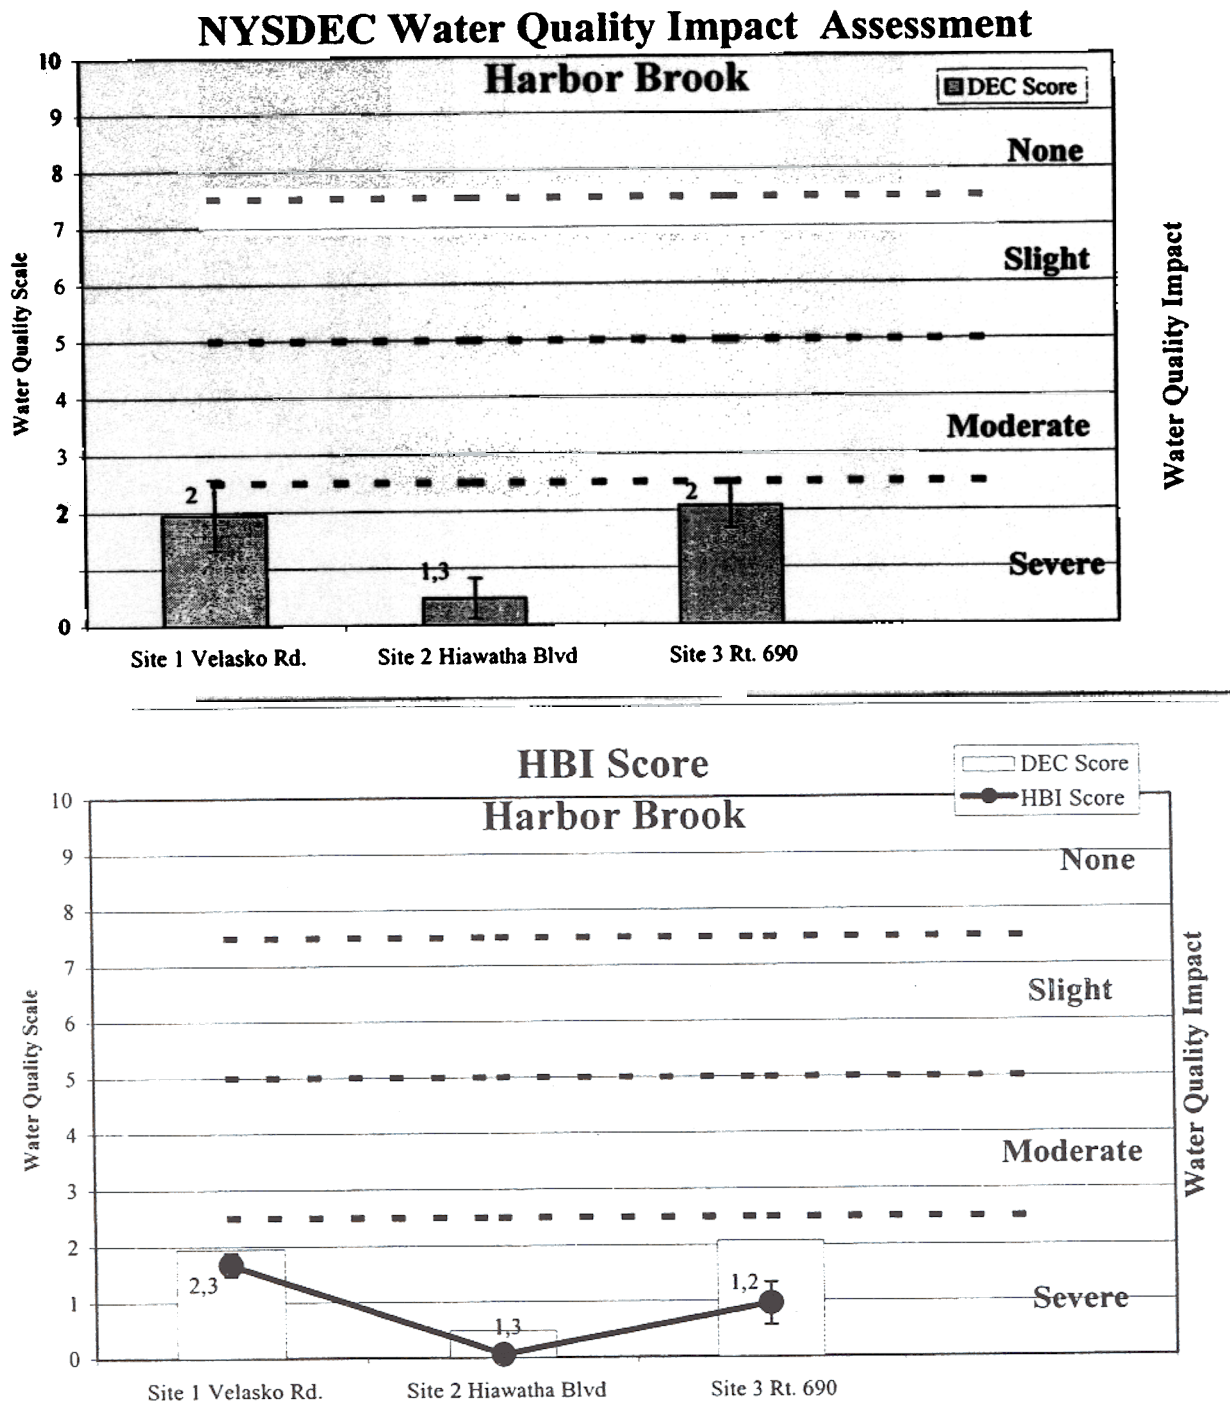 NYSDEC Water Quality Impact Assessment
Harbor Brook
DEC Score
None
Slight
Moderate
Severe
Water Quality Scale
Water Quality Impact
10
9
8
7
6
5
4
3
2
0
2
1,3
2
Site 1 Velasko Rd.
Site 2 Hiawatha Blvd
Site 3 Rt. 690
HBI Score
Harbor Brook
DEC Score
HBI Score
None
Slight
Moderate
Severe
Water Quality Scale
Water Quality Impact
10
9
8
7
6
5
4
3
2
1
0
2,3
1,3
1,2
Site 1 Velasko Rd.
Site 2 Hiawatha Blvd
Site 3 Rt. 690